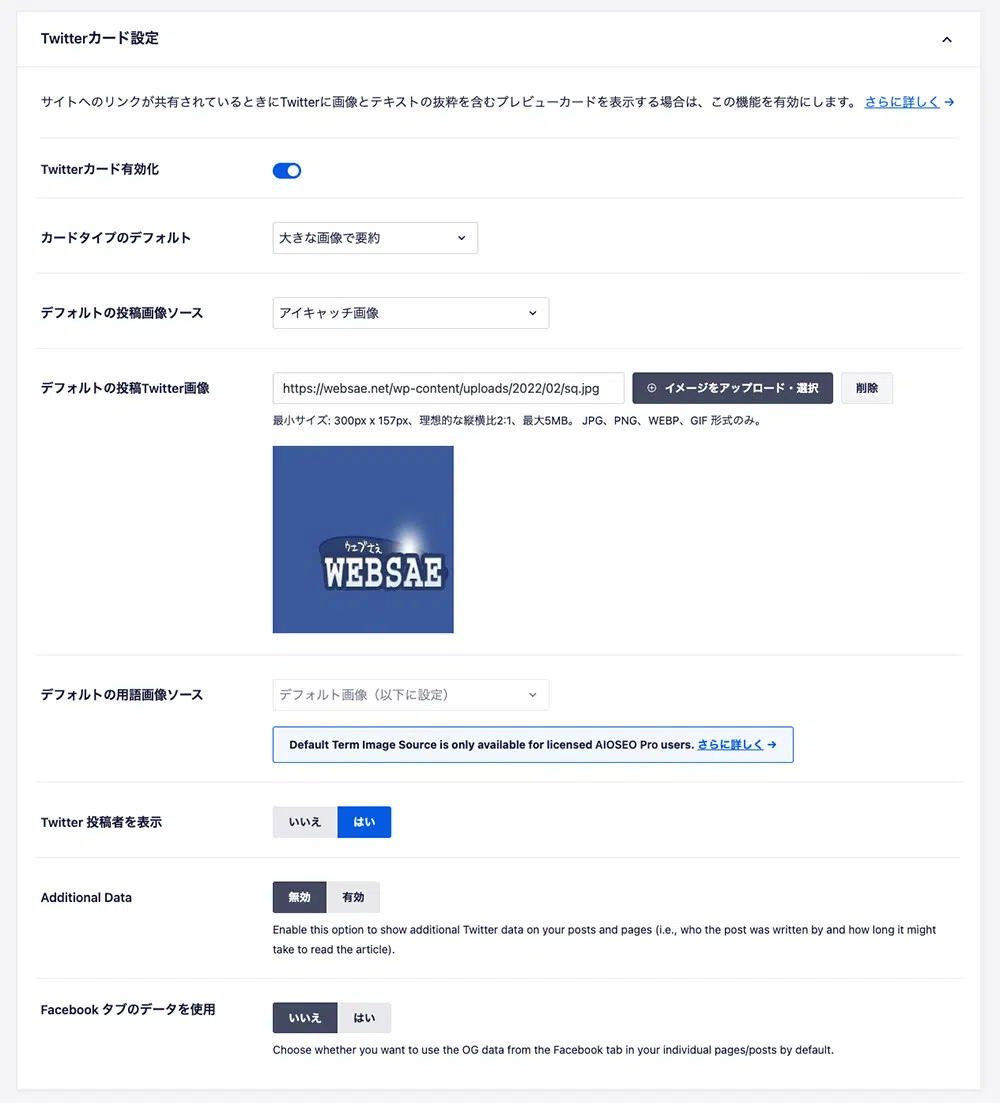 Twitterカード設定
サイトへのリンクが共有されているときにTwitterに画像とテキストの抜粋を含むプレビューカードを表示する場合は、この機能を有効にします。 さらに詳しく →
Twitterカード有効化
カードタイプのデフォルト
大きな画像で要約
デフォルトの投稿画像ソース
アイキャッチ画像
デフォルトの投稿Twitter画像
https://websae.net/wp-content/uploads/2022/02/sq.jpg
イメージをアップロード・選択
削除
最小サイズ: 300px x 157px、理想的な縦横比2:1、最大5MB。 JPG、PNG、WEBP、GIF 形式のみ。
ウェブさえ
WEBSAE
デフォルトの用語画像ソース
デフォルト画像（以下に設定）
Default Term Image Source is only available for licensed AIOSEO Pro users. さらに詳しく →
Twitter 投稿者を表示
いいえ はい
Additional Data
無効 有効
Enable this option to show additional Twitter data on your posts and pages (i.e., who the post was written by and how long it might
take to read the article).
Facebook タブのデータを使用
いいえ はい
Choose whether you want to use the OG data from the Facebook tab in your individual pages/posts by default.